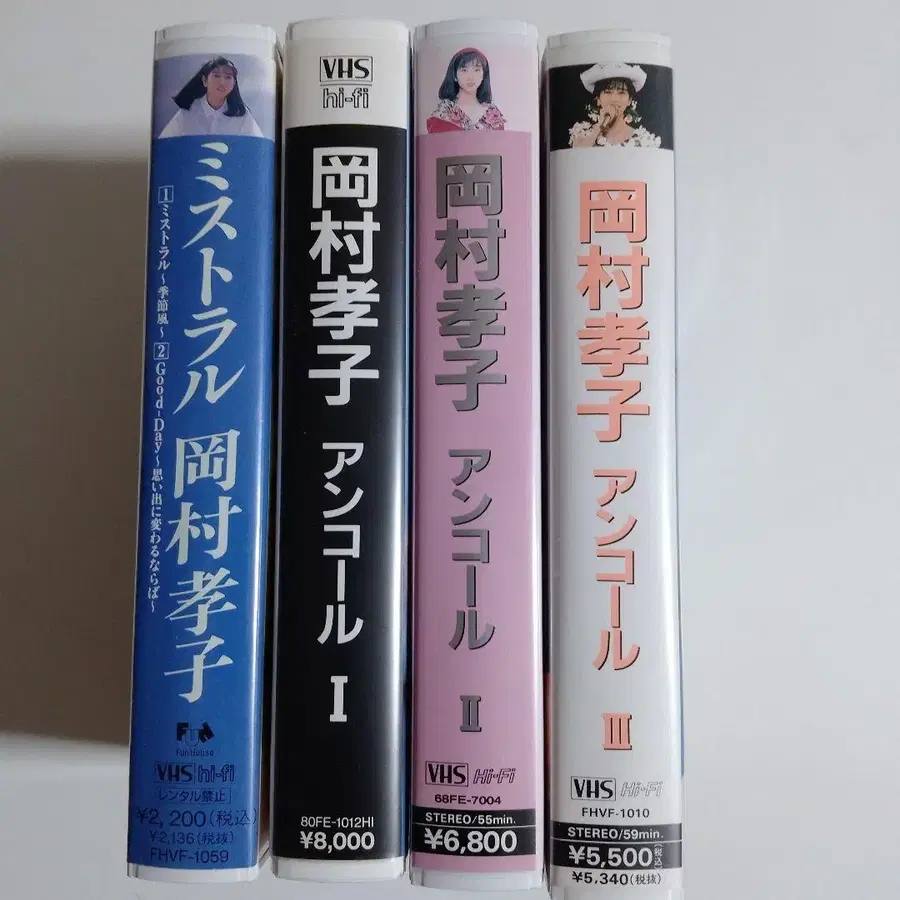 ミストラル 岡村孝子
1 ミストラル〜季節風〜 2 Good-Day〜思い出に変わるならば〜
Fun
Fun House
VHS hi-fi
レンタル禁止
¥2,200(税込)
¥2,136(税抜)
FHVF-1059
VHS
hi-fi
岡村孝子 アンコール I
80FE-1012HI
¥8,000
岡村孝子 アンコール II
VHS Hi-Fi
68FE-7004
STEREO/55min.
¥6,800
岡村孝子 アンコール III
VHS Hi-Fi
FHVF-1010
STEREO/59min.
¥5,500(税込)
¥5,340(税抜)